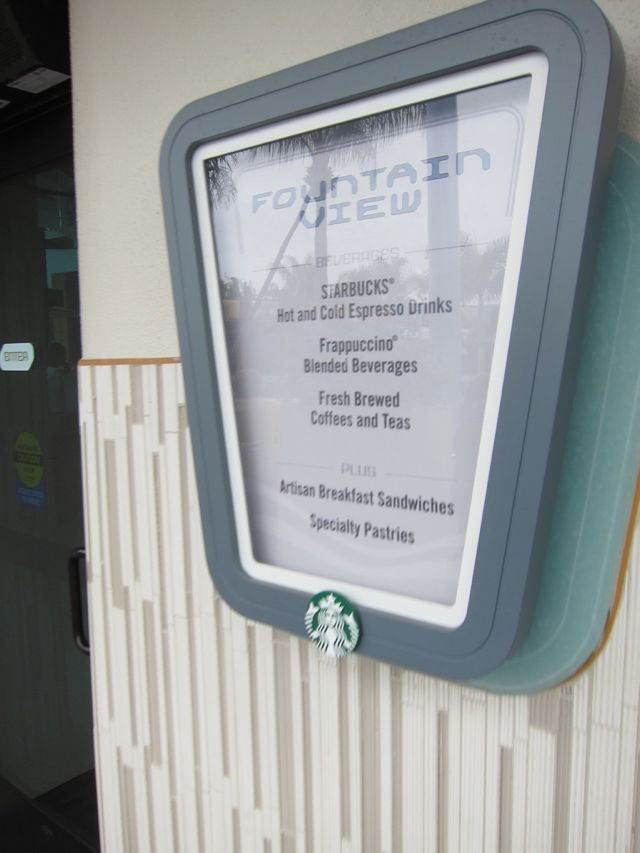 FOUNTAIN
VIEW
BEVERAGES
STARBUCKS®
Hot and Cold Espresso Drinks
Frappuccino®
Blended Beverages
Fresh Brewed
Coffees and Teas
PLUS
Artisan Breakfast Sandwiches
Specialty Pastries
ENTER